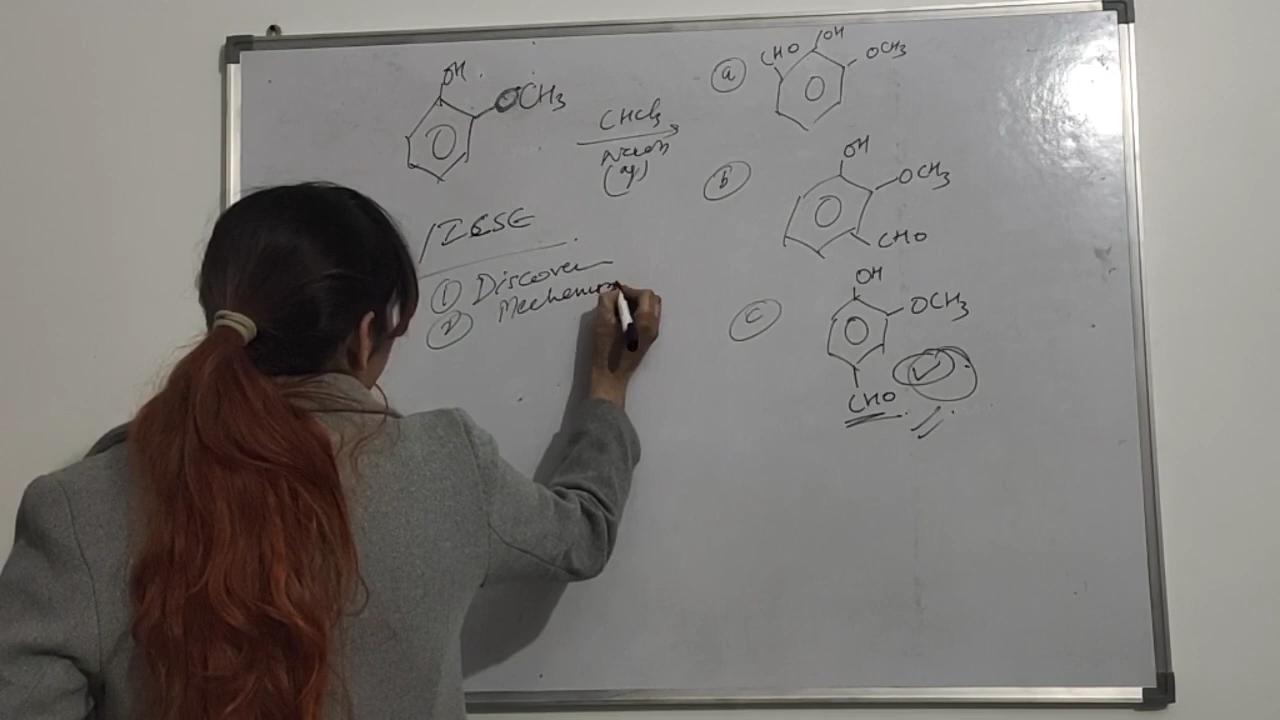 OH
OCH3
CHCl3
NaOH
(aq)
/IBSE
① Discover
② Mechanism
ⓐ CHO OH OCH3
ⓑ OH
OCH3
CHO
ⓒ OH
OCH3
CHO